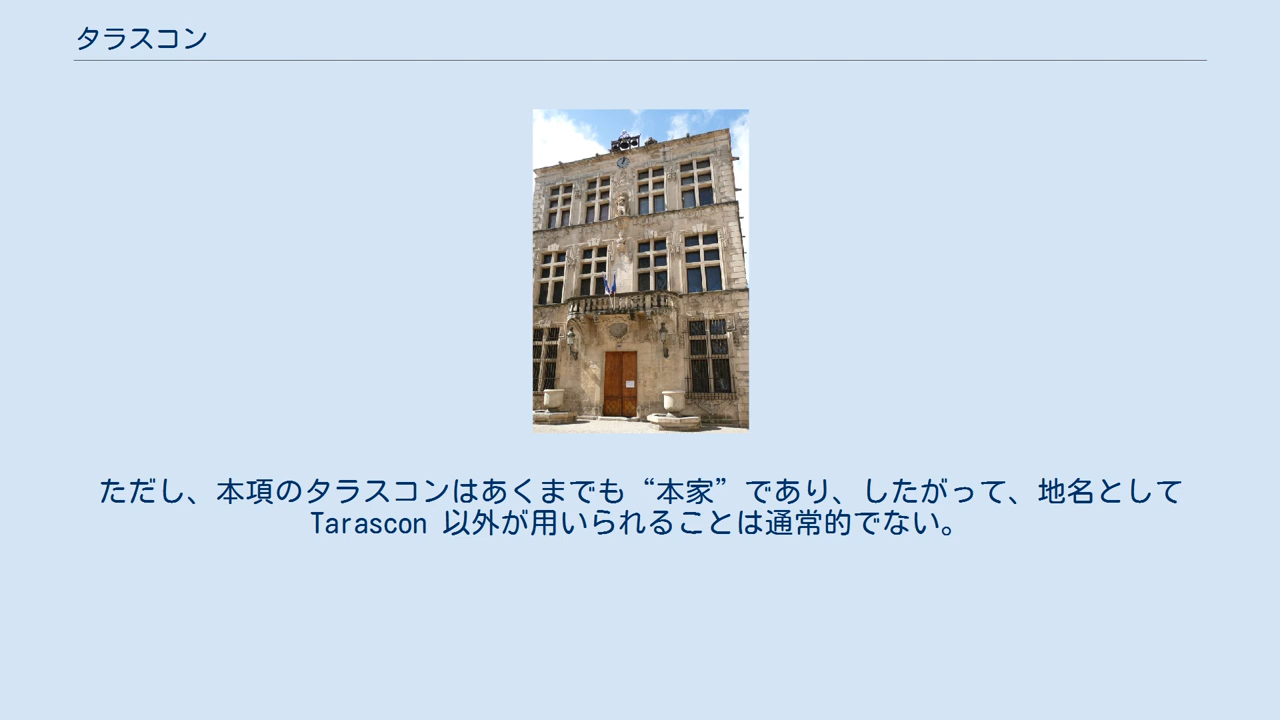 タラスコン
ただし、本項のタラスコンはあくまでも“本家”であり、したがって、地名として
Tarascon 以外が用いられることは通常的でない。